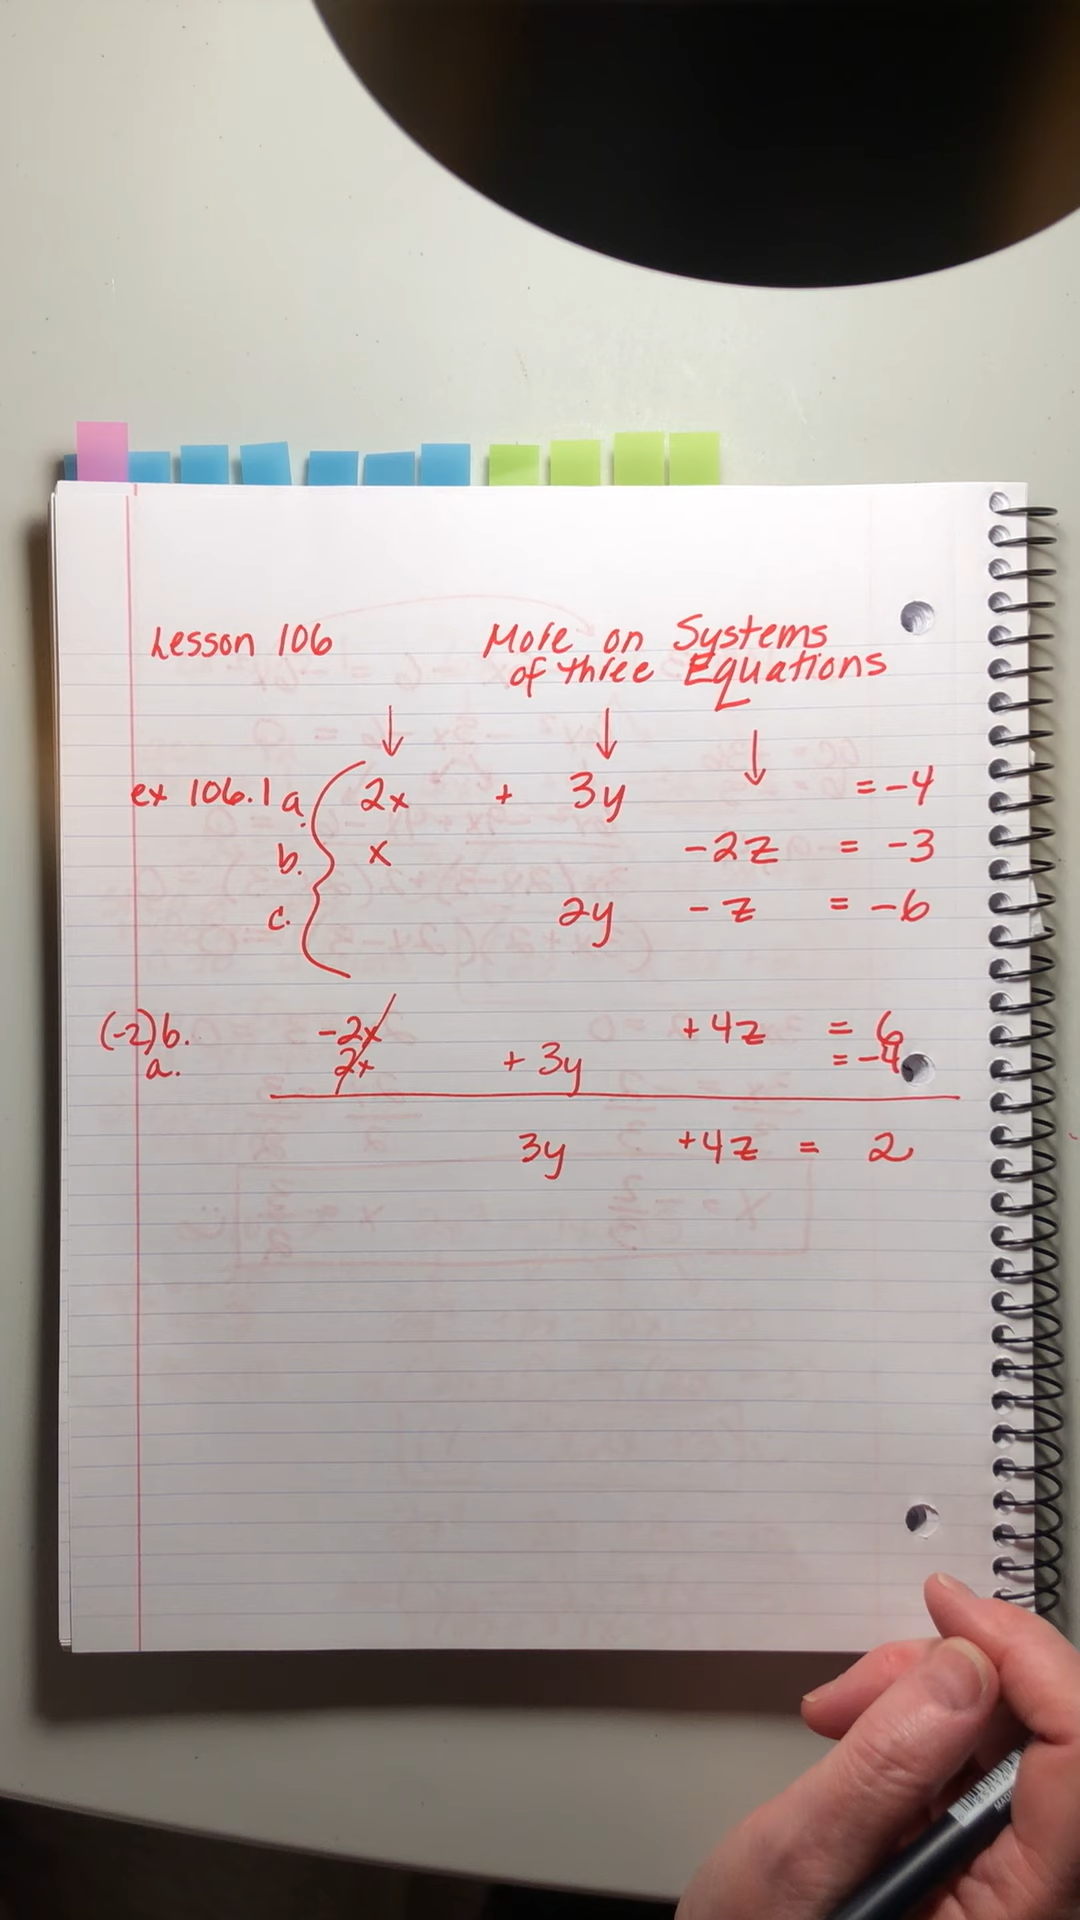 Lesson 106 More on Systems
of three Equations
ex 106.1 a. 2x + 3y = -4
b. x -2z = -3
c. 2y - z = -6
(-2)b. -2x + 4z = 6
a. 2x + 3y = -4
3y +4z = 2